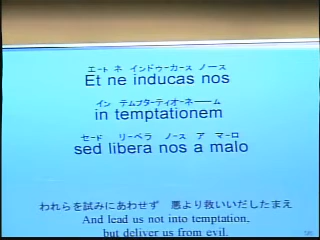 エート ネ インドゥーカース ノース
Et ne inducas nos
イン テムプターティオーネーーム
in temptationem
セード リーベラ ノース ア マーロ
sed libera nos a malo
われらを試みにあわせず 悪より救いいだしたまえ
And lead us not into temptation,
but deliver us from evil.